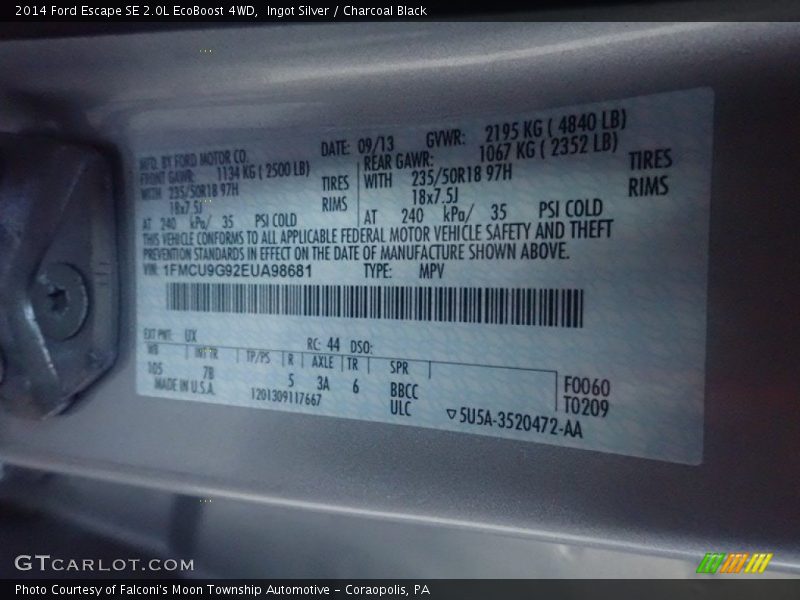 2014 Ford Escape SE 2.0L EcoBoost 4WD, Ingot Silver / Charcoal Black
MFD. BY FORD MOTOR CO. DATE: 09/13 GVWR: 2195 KG ( 4840 LB)
FRONT GAWR: 1134 KG ( 2500 LB) REAR GAWR: 1067 KG ( 2352 LB)
WITH 235/50R18 97H TIRES WITH 235/50R18 97H TIRES
18x7.5J RIMS 18x7.5J RIMS
AT 240 kPa/ 35 PSI COLD AT 240 kPa/ 35 PSI COLD
THIS VEHICLE CONFORMS TO ALL APPLICABLE FEDERAL MOTOR VEHICLE SAFETY AND THEFT
PREVENTION STANDARDS IN EFFECT ON THE DATE OF MANUFACTURE SHOWN ABOVE.
VIN: 1FMCU9G92EUA98681 TYPE: MPV
EXT PNT: UX RC: 44 DSO:
WB INT TR TP/PS R AXLE TR SPR
105 7B 5 3A 6 BBCC F0060
MADE IN U.S.A. 1201309117667 ULC T0209
▽5U5A-3520472-AA
GTCARLOT.COM
Photo Courtesy of Falconi's Moon Township Automotive – Coraopolis, PA